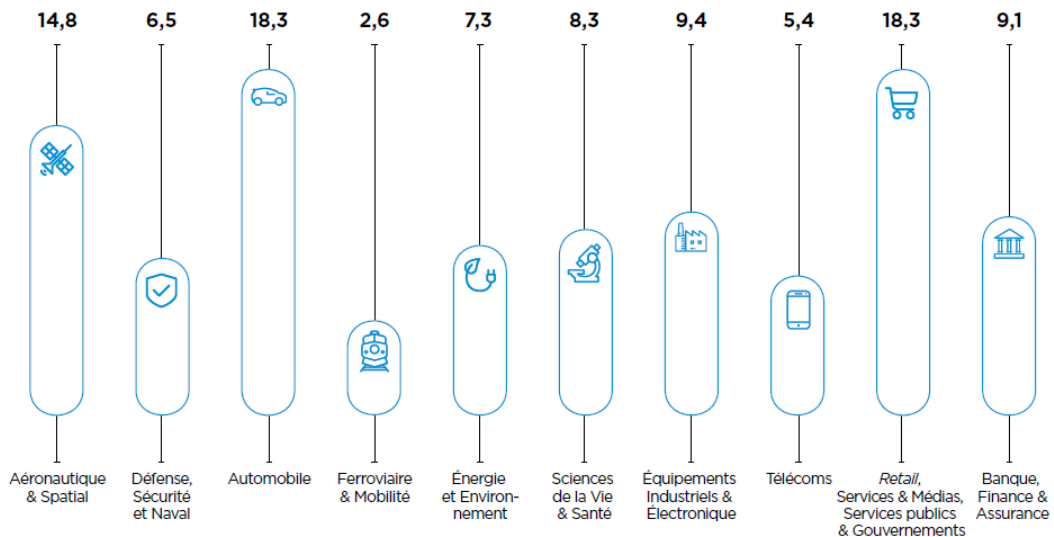 14,8
6,5
18,3
2,6
7,3
8,3
9,4
5,4
18,3
9,1
Aéronautique
& Spatial
Défense,
Sécurité
et Naval
Automobile
Ferroviaire
& Mobilité
Énergie
et Environ-
nement
Sciences
de la Vie
& Santé
Équipements
Industriels &
Électronique
Télécoms
Retail,
Services & Médias,
Services publics
& Gouvernements
Banque,
Finance &
Assurance